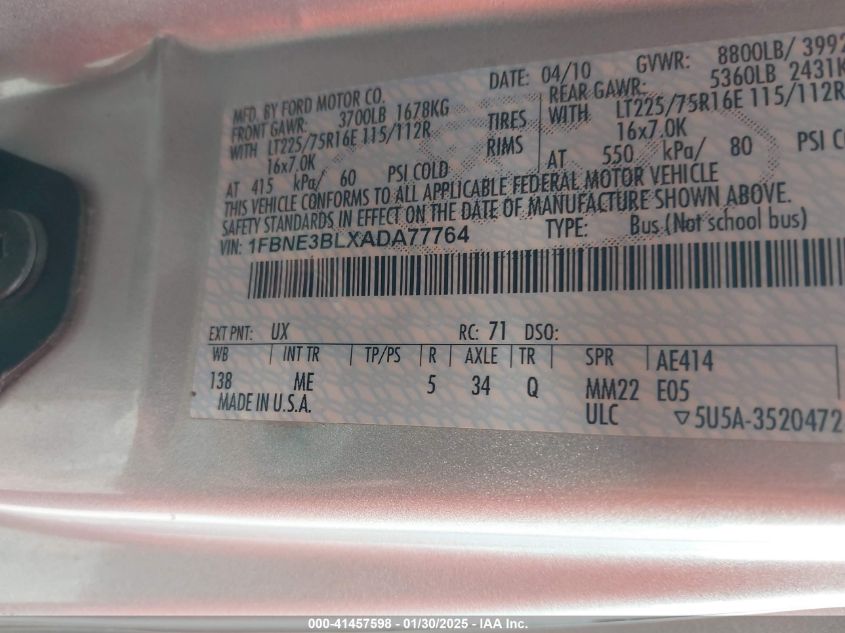 MFD. BY FORD MOTOR CO. DATE: 04/10 GVWR: 8800LB/ 3992
FRONT GAWR: 3700LB 1678KG REAR GAWR: 5360LB 2431K
WITH LT225/75R16E 115/112R TIRES WITH LT225/75R16E 115/112R
16x7.0K RIMS 16x7.0K
AT 415 kPa/ 60 PSI COLD AT 550 kPa/ 80 PSI CO
THIS VEHICLE CONFORMS TO ALL APPLICABLE FEDERAL MOTOR VEHICLE
SAFETY STANDARDS IN EFFECT ON THE DATE OF MANUFACTURE SHOWN ABOVE.
VIN: 1FBNE3BLXADA77764 TYPE: Bus (Not school bus)
EXT PNT: UX RC: 71 DSO:
WB INT TR TP/PS R AXLE TR SPR AE414
138 ME 5 34 Q MM22 E05
MADE IN U.S.A. ULC ▽5U5A-3520472
000-41457598 - 01/30/2025 - IAA Inc.